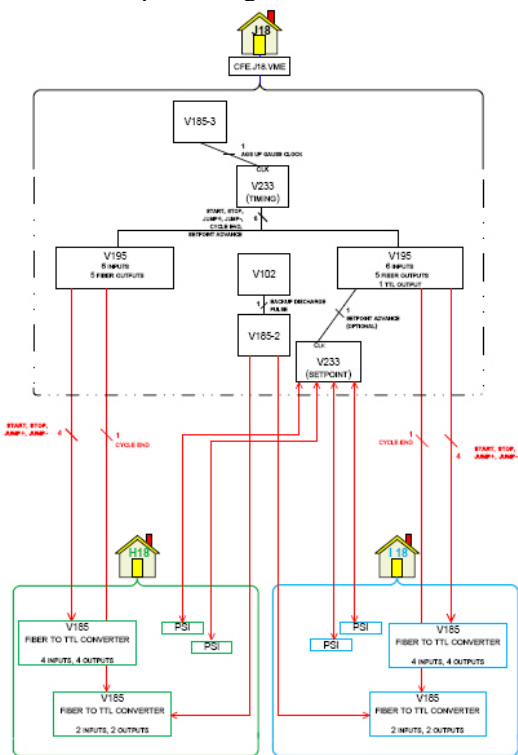 J18
CFE.J18.VME
V185-3
1
AGS UP GAUSS CLOCK
CLK
V233
(TIMING)
START, STOP,
JUMP+, JUMP-,
CYCLE END,
SETPOINT ADVANCE
6
V195
6 INPUTS
5 FIBER OUTPUTS
V102
V195
6 INPUTS
5 FIBER OUTPUTS
1 TTL OUTPUT
1
BACKUP DISCHARGE
PULSE
1
SETPOINT ADVANCE
(OPTIONAL)
V185-2
CLK
V233
(SETPOINT)
START, STOP,
JUMP+, JUMP-
4
1
CYCLE END
1
CYCLE END
4
START, STOP,
JUMP+, JUMP-
H18
I 18
V185
FIBER TO TTL CONVERTER
4 INPUTS, 4 OUTPUTS
PSI
PSI
PSI
PSI
V185
FIBER TO TTL CONVERTER
4 INPUTS, 4 OUTPUTS
V185
FIBER TO TTL CONVERTER
2 INPUTS, 2 OUTPUTS
V185
FIBER TO TTL CONVERTER
2 INPUTS, 2 OUTPUTS